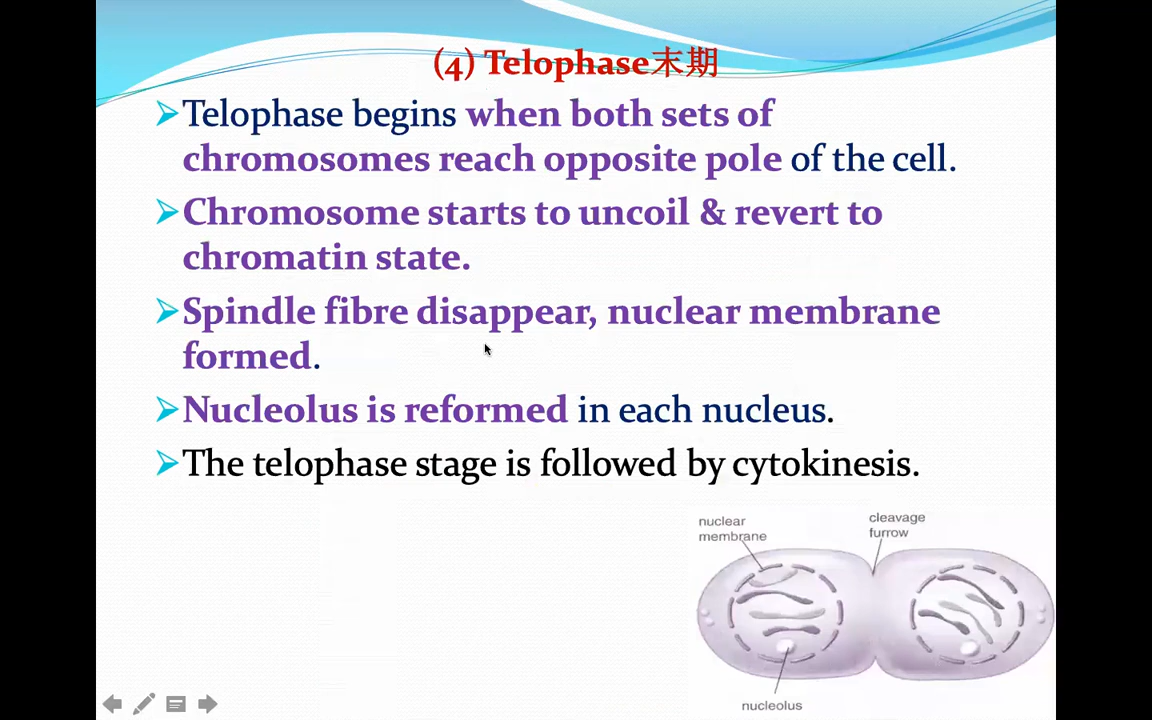 (4) Telophase末期
➢Telophase begins when both sets of
chromosomes reach opposite pole of the cell.
➢Chromosome starts to uncoil & revert to
chromatin state.
➢Spindle fibre disappear, nuclear membrane
formed.
➢Nucleolus is reformed in each nucleus.
➢The telophase stage is followed by cytokinesis.
nuclear
membrane
cleavage
furrow
nucleolus